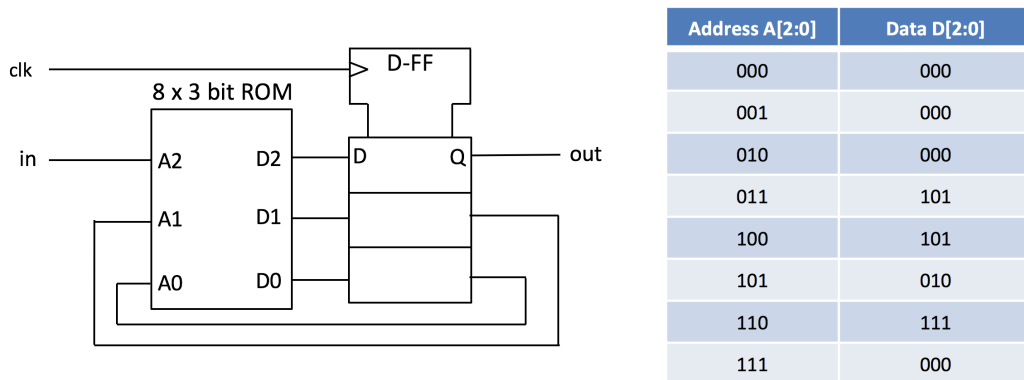 clk
D-FF
8 x 3 bit ROM
in
A2
D2
D
Q
out
A1
D1
A0
D0
Address A[2:0] Data D[2:0]
000 000
001 000
010 000
011 101
100 101
101 010
110 111
111 000